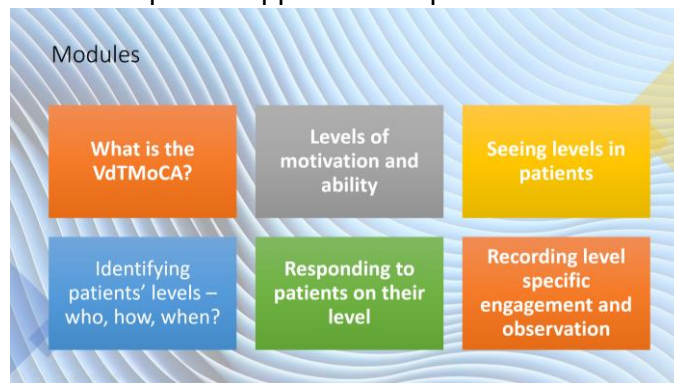 Modules
What is the
VdTMoCA?
Levels of
motivation and
ability
Seeing levels in
patients
Identifying
patients’ levels –
who, how, when?
Responding to
patients on their
level
Recording level
specific
engagement and
observation